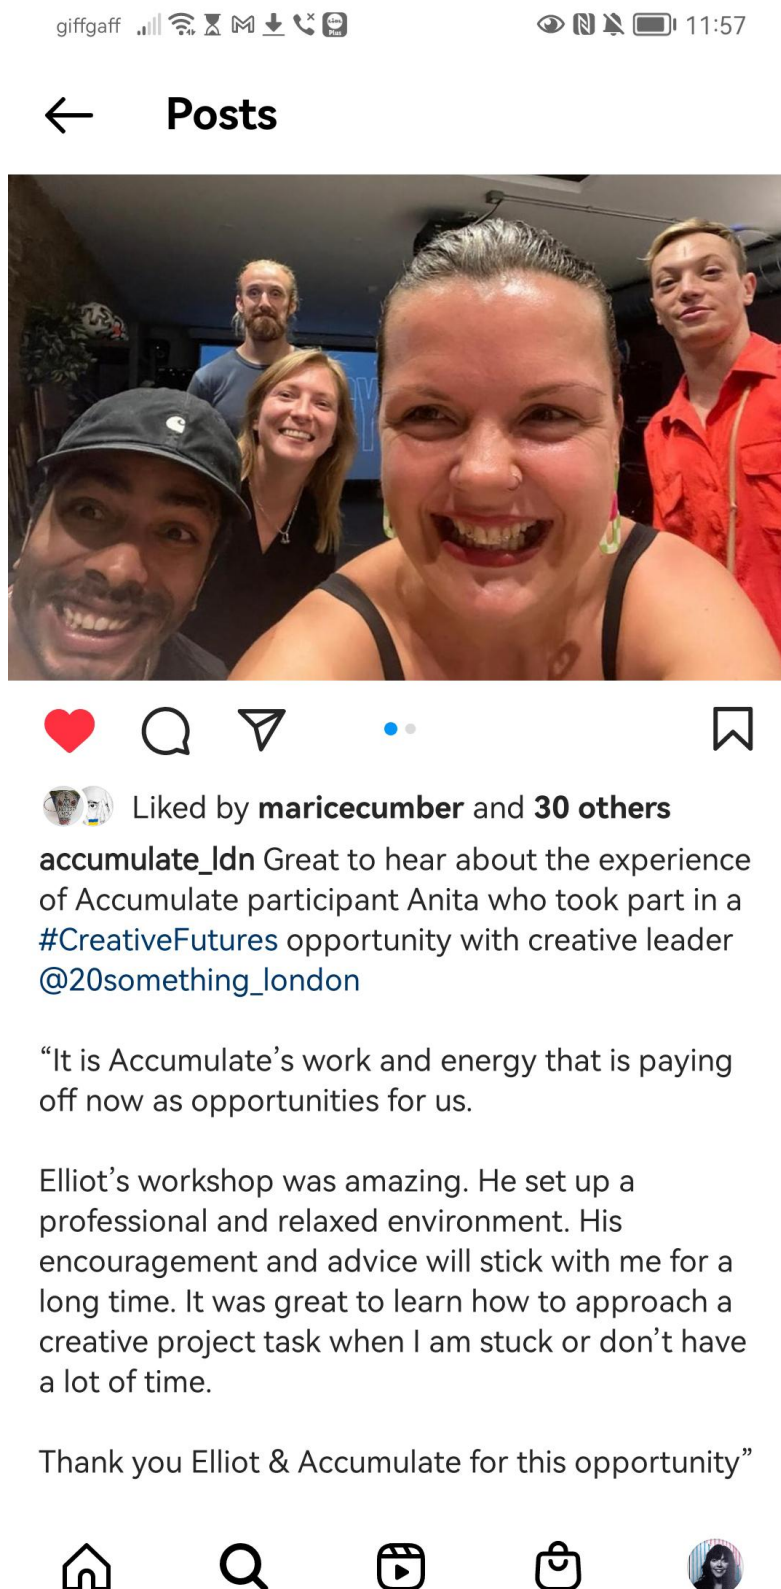 giffgaff 11:57
Posts
Y
Liked by maricecumber and 30 others
accumulate_ldn Great to hear about the experience
of Accumulate participant Anita who took part in a
#CreativeFutures opportunity with creative leader
@20something_london
“It is Accumulate’s work and energy that is paying
off now as opportunities for us.
Elliot’s workshop was amazing. He set up a
professional and relaxed environment. His
encouragement and advice will stick with me for a
long time. It was great to learn how to approach a
creative project task when I am stuck or don’t have
a lot of time.
Thank you Elliot & Accumulate for this opportunity”